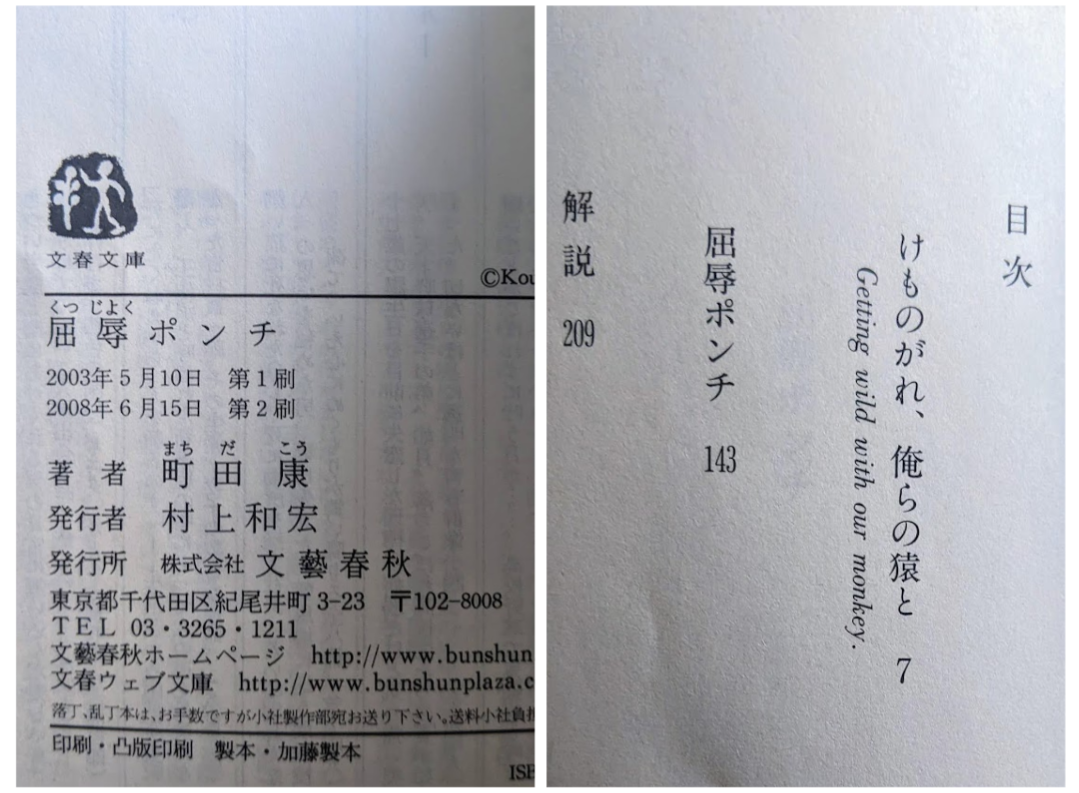 文春文庫
©Kou
くつ じよく
屈辱ポンチ
2003年5月10日 第1刷
2008年6月15日 第2刷
まち だ こう
著者 町田康
発行者 村上和宏
発行所 株式会社 文藝春秋
東京都千代田区紀尾井町3-23 〒102-8008
TEL 03・3265・1211
文藝春秋ホームページ http://www.bunshun
文春ウェブ文庫 http://www.bunshunplaza.c
落丁、乱丁本は、お手数ですが小社製作部宛お送り下さい。送料小社負担
印刷・凸版印刷 製本・加藤製本
ISB
目次
けものがれ、俺らの猿と 7
Getting wild with our monkey.
屈辱ポンチ 143
解説 209